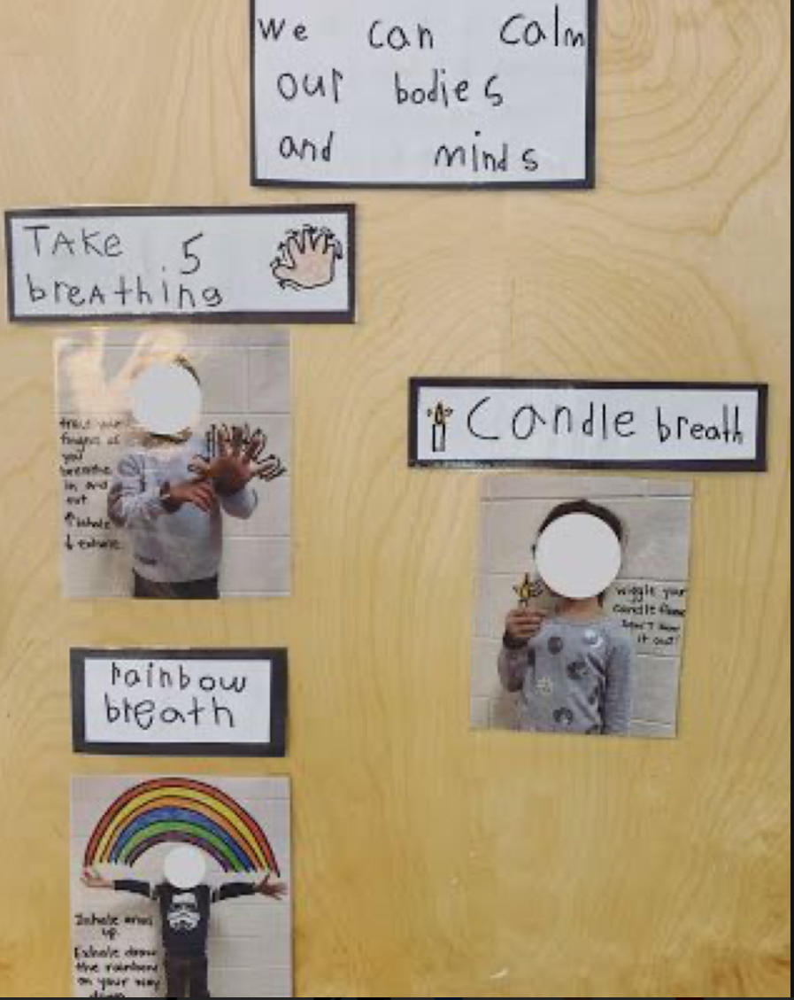 We can calm
our bodies
and minds
TAKE 5
breathing
trace your
fingers as
you
breathe
in and
out
↑ inhale
↓ exhale
Candle breath
wiggle your
candle flame
DON'T blow
it out!
rainbow
breath
Inhale arms
up.
Exhale draw
the rainbow
on your way
down